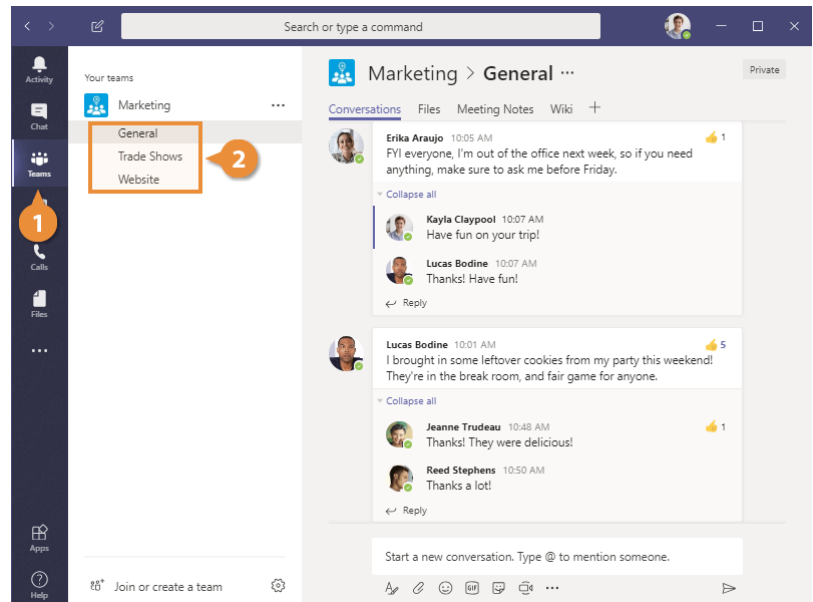 Search or type a command
Activity
Chat
Teams
1
Calls
Files
Apps
Help
Your teams
Marketing
General
Trade Shows
Website
2
Join or create a team
Marketing > General
Private
Conversations Files Meeting Notes Wiki
Erika Araujo 10:05 AM 1
FYI everyone, I'm out of the office next week, so if you need
anything, make sure to ask me before Friday.
Collapse all
Kayla Claypool 10:07 AM
Have fun on your trip!
Lucas Bodine 10:07 AM
Thanks! Have fun!
Reply
Lucas Bodine 10:01 AM 5
I brought in some leftover cookies from my party this weekend!
They're in the break room, and fair game for anyone.
Collapse all
Jeanne Trudeau 10:48 AM 1
Thanks! They were delicious!
Reed Stephens 10:50 AM
Thanks a lot!
Reply
Start a new conversation. Type @ to mention someone.
GIF